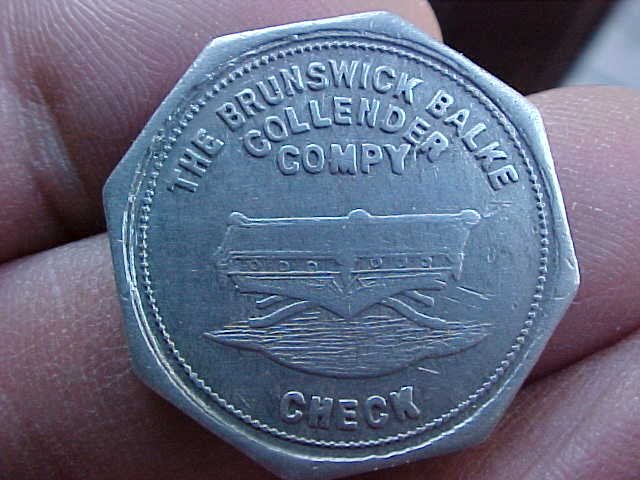 THE BRUNSWICK BALKE
COLLENDER
COMPY
CHECK